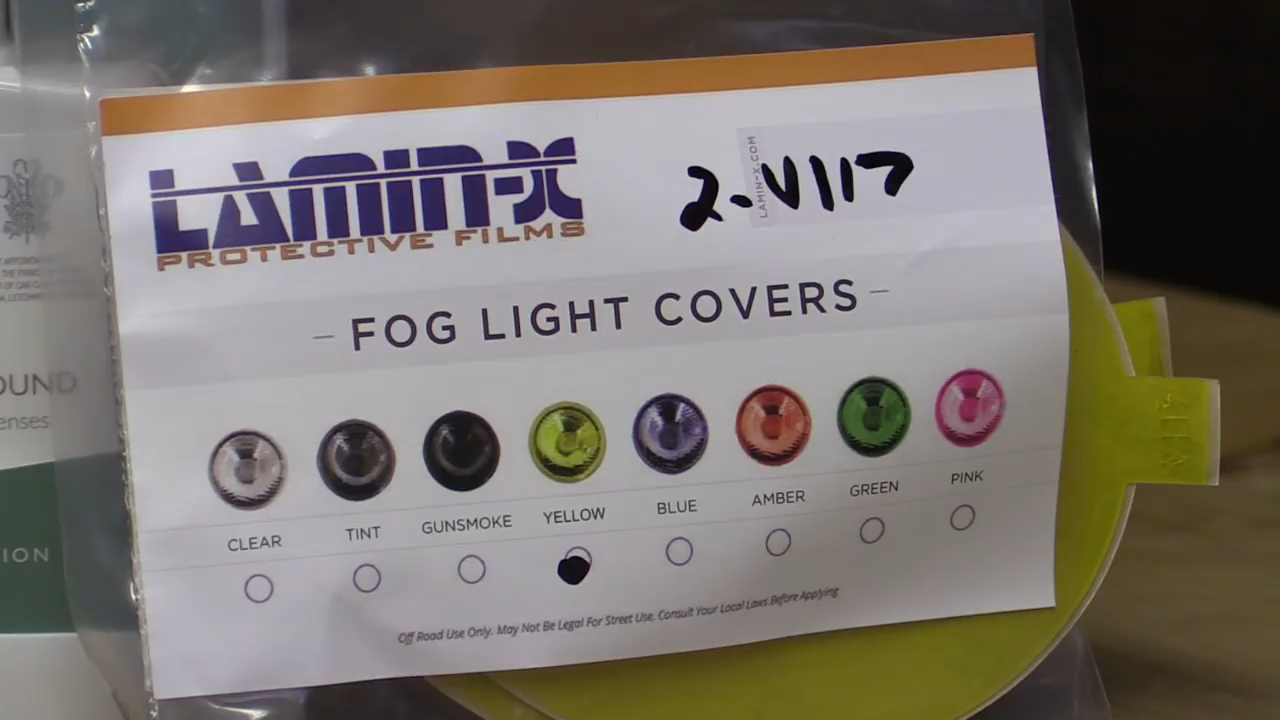 LAMIN-X
PROTECTIVE FILMS
2-V117
LAMIN-X.COM
- FOG LIGHT COVERS -
CLEAR TINT GUNSMOKE YELLOW BLUE AMBER GREEN PINK
Off Road Use Only. May Not Be Legal For Street Use. Consult Your Local Laws Before Applying
V117
OUND
enses
ION